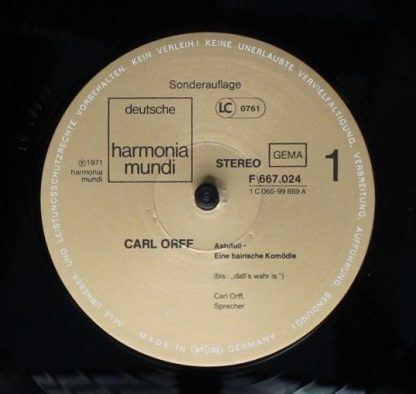 ALLE URHEBER UND LEISTUNGSSCHUTZRECHTE VORBEHALTEN. KEIN VERLEIH! KEINE UNERLAUBTE VERVIELFÄLTIGUNG, VERBREITUNG, AUFFÜHRUNG, SENDUNG!
Sonderauflage
deutsche
harmonia
mundi
LC 0761
℗1971
harmonia
mundi
STEREO
GEMA
1
F\667.024
1 C 065-99 869 A
CARL ORFF
Astutuli -
Eine bairische Komödie
(bis: „daß's wahr is.")
Carl Orff,
Sprecher
MADE IN
33
GERMANY